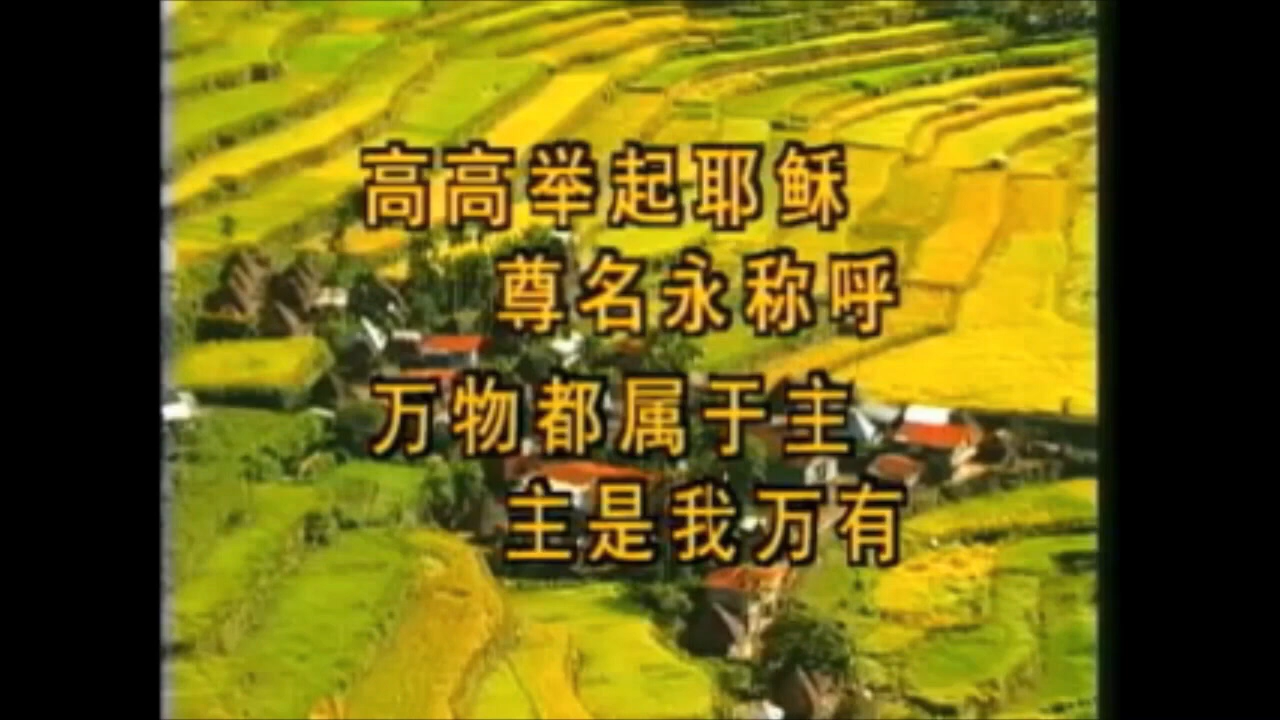 高高举起耶稣
尊名永称呼
万物都属于主
主是我万有